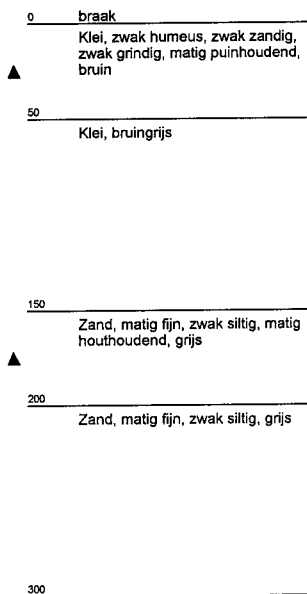 0 braak
Klei, zwak humeus, zwak zandig,
zwak grindig, matig puinhoudend,
bruin
50
Klei, bruingrijs
150
Zand, matig fijn, zwak siltig, matig
houthoudend, grijs
200
Zand, matig fijn, zwak siltig, grijs
300